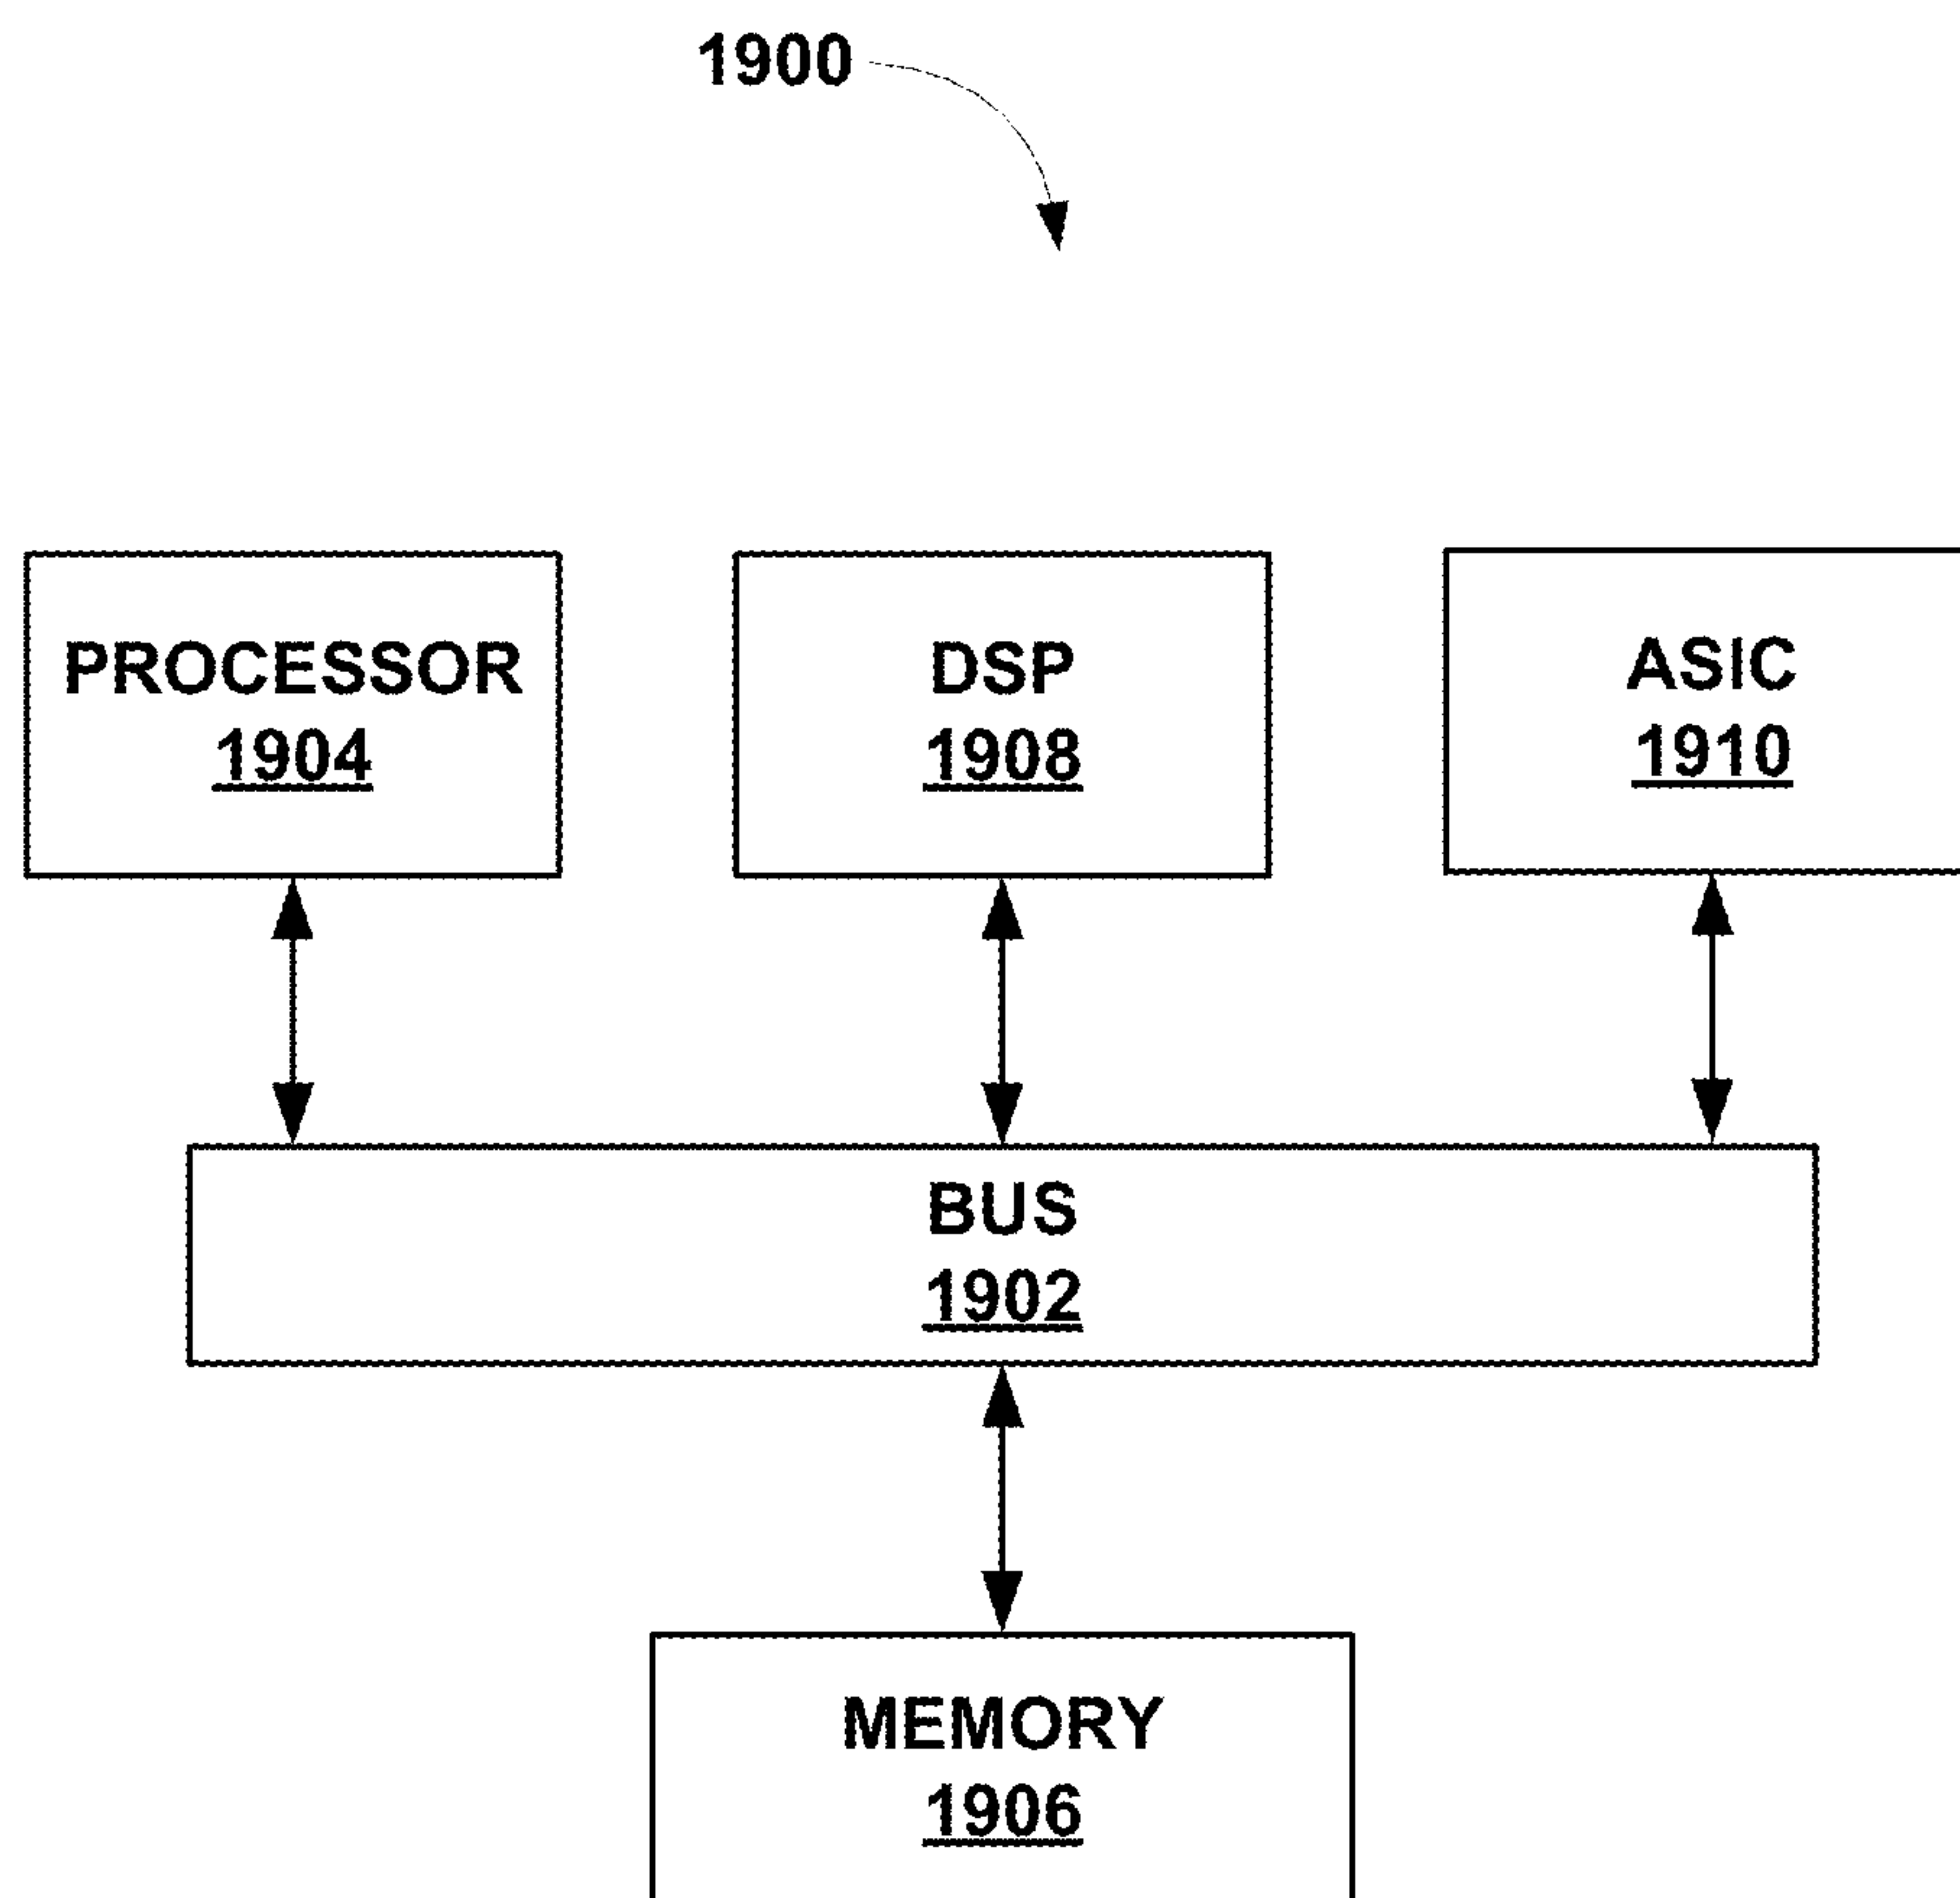 1900
PROCESSOR
1904
DSP
1908
ASIC
1910
BUS
1902
MEMORY
1906